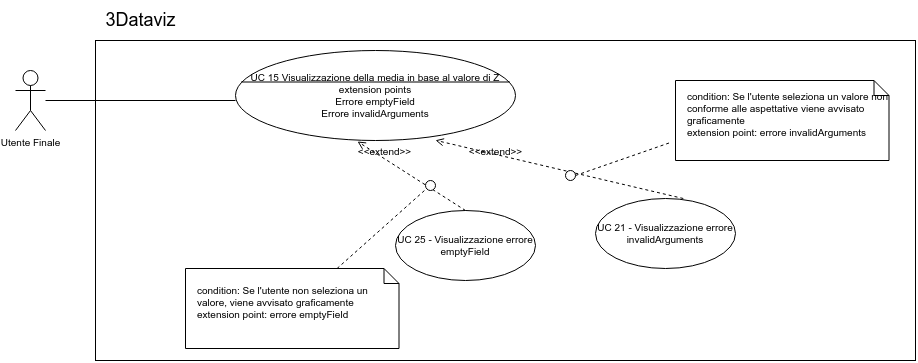 3Dataviz
UC 15 Visualizzazione della media in base al valore di Z
extension points
Errore emptyField
Errore invalidArguments
Utente Finale
condition: Se l'utente seleziona un valore non
conforme alle aspettative viene avvisato
graficamente
extension point: errore invalidArguments
<<extend>>
<<extend>>
UC 25 - Visualizzazione errore
emptyField
UC 21 - Visualizzazione errore
invalidArguments
condition: Se l'utente non seleziona un
valore, viene avvisato graficamente
extension point: errore emptyField